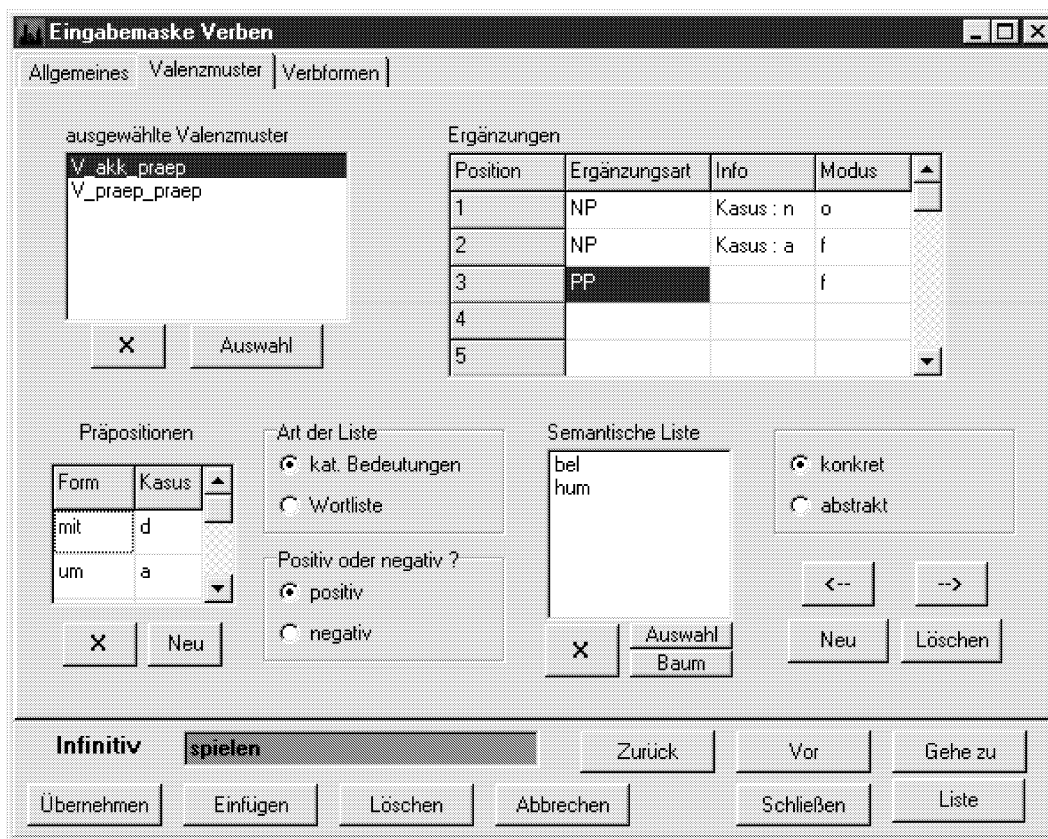 Eingabemaske Verben
Allgemeines Valenzmuster Verbformen
ausgewählte Valenzmuster
V_akk_praep
V_praep_praep
X Auswahl
Ergänzungen
Position Ergänzungsart Info Modus
1 NP Kasus : n o
2 NP Kasus : a f
3 PP f
4
5
Präpositionen
Form Kasus
mit d
um a
X Neu
Art der Liste
kat. Bedeutungen
Wortliste
Positiv oder negativ ?
positiv
negativ
Semantische Liste
bel
hum
X Auswahl
Baum
konkret
abstrakt
<-- -->
Neu Löschen
Infinitiv spielen Zurück Vor Gehe zu
Übernehmen Einfügen Löschen Abbrechen Schließen Liste